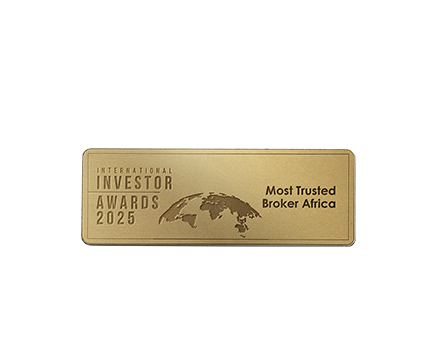 INTERNATIONAL
INVESTOR
AWARDS
2025
Most Trusted
Broker Africa